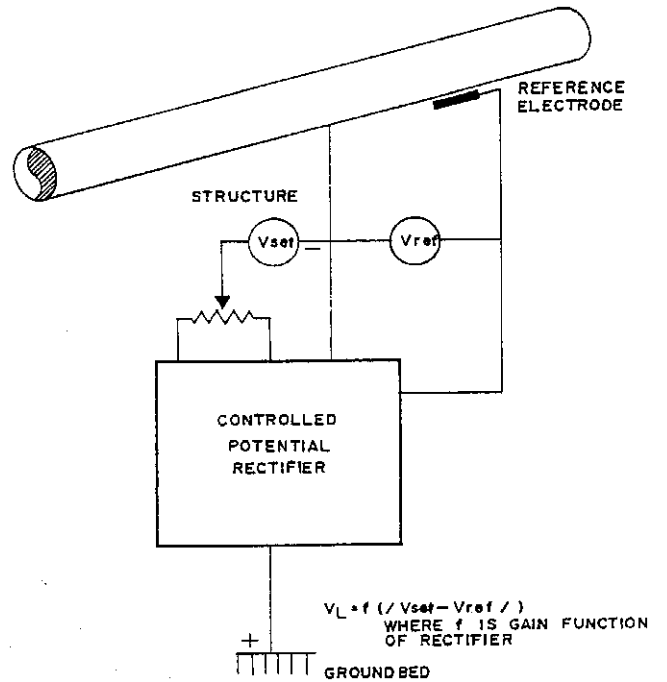 REFERENCE
ELECTRODE
STRUCTURE
Vset
−
Vref
CONTROLLED
POTENTIAL
RECTIFIER
V_L = f (/ Vset − Vref /)
WHERE f IS GAIN FUNCTION
OF RECTIFIER
+
GROUND BED